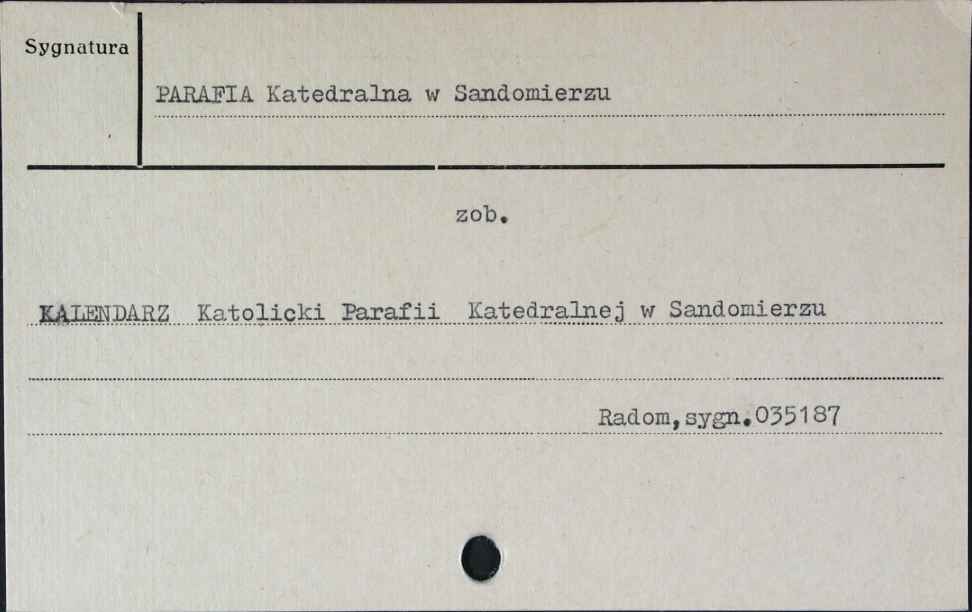 Sygnatura
PARAFIA Katedralna w Sandomierzu
zob.
KALENDARZ Katolicki Parafii Katedralnej w Sandomierzu
Radom,sygn.035187